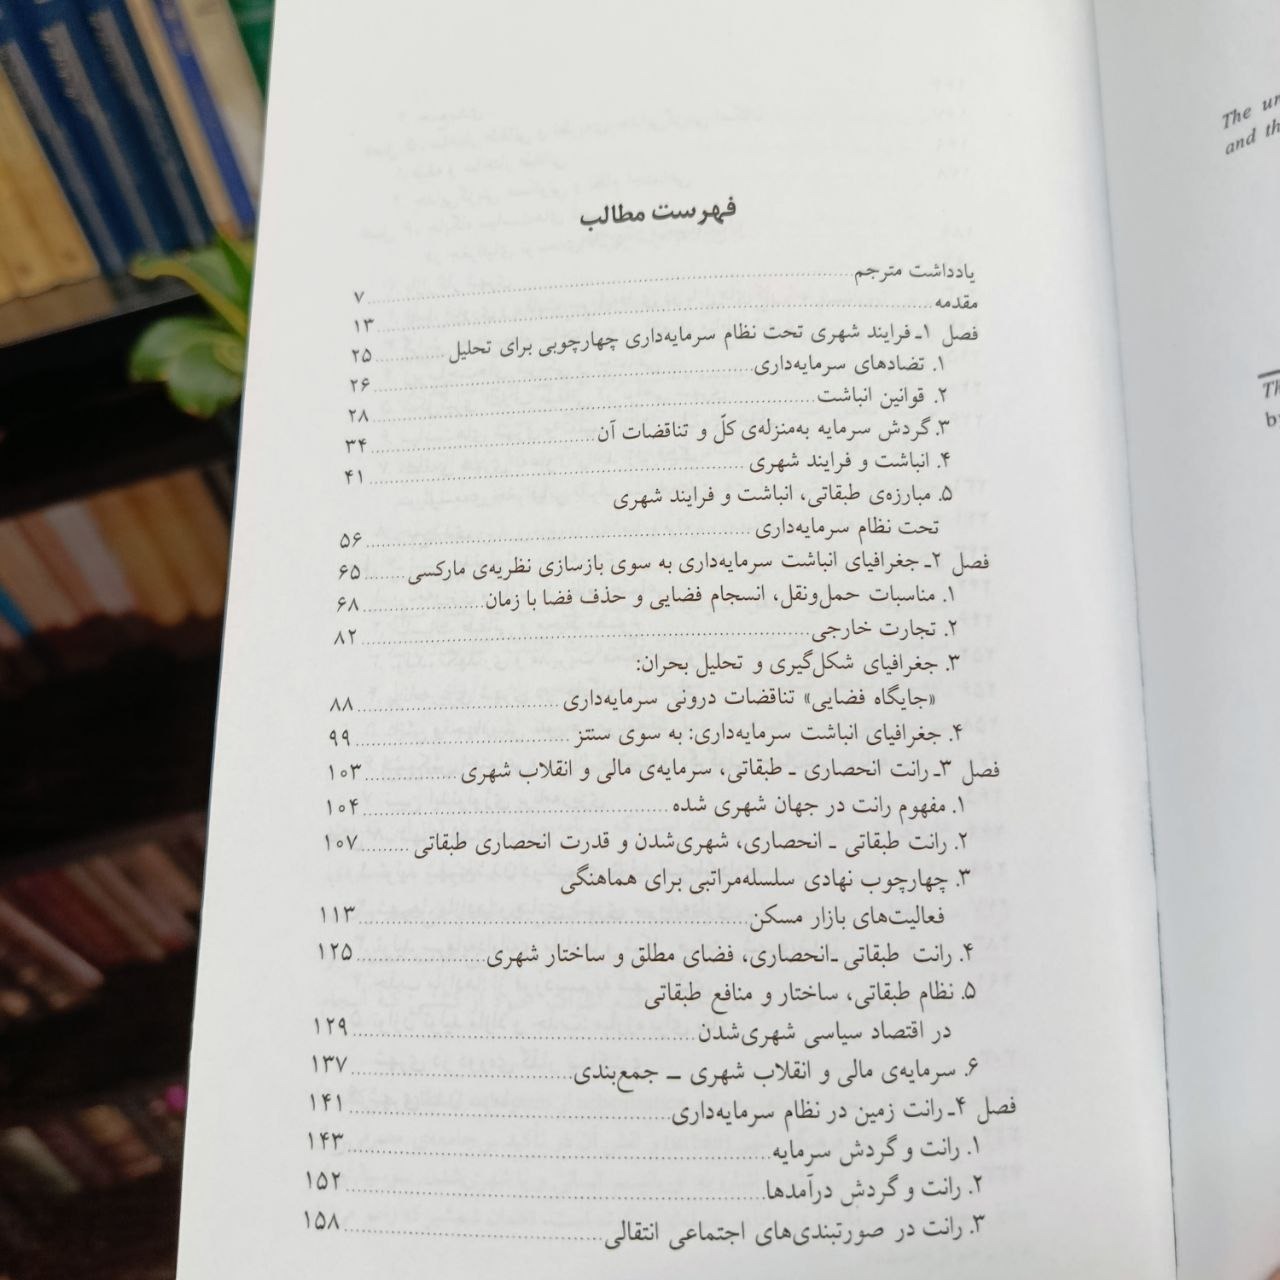 فهرست مطالب
یادداشت مترجم ........ ۷
مقدمه ........ ۱۳
فصل ۱ـ فرایند شهری تحت نظام سرمایه‌داری چهارچوبی برای تحلیل ........ ۲۵
۱. تضادهای سرمایه‌داری ........ ۲۶
۲. قوانین انباشت ........ ۲۸
۳. گردش سرمایه به‌منزله‌ی کلّ و تناقضات آن ........ ۳۴
۴. انباشت و فرایند شهری ........ ۴۱
۵. مبارزه‌ی طبقاتی، انباشت و فرایند شهری
تحت نظام سرمایه‌داری ........ ۵۶
فصل ۲ـ جغرافیای انباشت سرمایه‌داری به سوی بازسازی نظریه‌ی مارکسی ........ ۶۵
۱. مناسبات حمل‌ونقل، انسجام فضایی و حذف فضا با زمان ........ ۶۸
۲. تجارت خارجی ........ ۸۲
۳. جغرافیای شکل‌گیری و تحلیل بحران:
«جایگاه فضایی» تناقضات درونی سرمایه‌داری ........ ۸۸
۴. جغرافیای انباشت سرمایه‌داری: به سوی سنتز ........ ۹۹
فصل ۳ـ رانت انحصاری ـ طبقاتی، سرمایه‌ی مالی و انقلاب شهری ........ ۱۰۳
۱. مفهوم رانت در جهان شهری شده ........ ۱۰۴
۲. رانت طبقاتی ـ انحصاری، شهری‌شدن و قدرت انحصاری طبقاتی ........ ۱۰۷
۳. چهارچوب نهادی سلسله‌مراتبی برای هماهنگی
فعالیت‌های بازار مسکن ........ ۱۱۳
۴. رانت طبقاتی ـ‌انحصاری، فضای مطلق و ساختار شهری ........ ۱۲۵
۵. نظام طبقاتی، ساختار و منافع طبقاتی
در اقتصاد سیاسی شهری‌شدن ........ ۱۲۹
۶. سرمایه‌ی مالی و انقلاب شهری ــ جمع‌بندی ........ ۱۳۷
فصل ۴ـ رانت زمین در نظام سرمایه‌داری ........ ۱۴۱
۱. رانت و گردش سرمایه ........ ۱۴۳
۲. رانت و گردش درآمدها ........ ۱۵۲
۳. رانت در صورتبندی‌های اجتماعی انتقالی ........ ۱۵۸
The
and